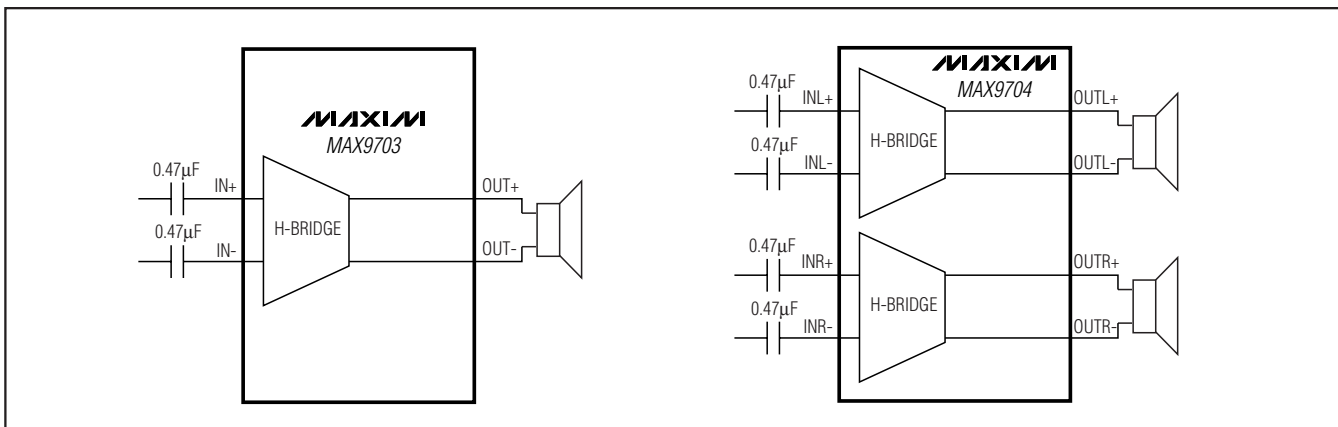 MAXIM
MAX9703
0.47µF
IN+
0.47µF
IN-
H-BRIDGE
OUT+
OUT-
MAXIM
MAX9704
0.47µF
INL+
0.47µF
INL-
H-BRIDGE
OUTL+
OUTL-
0.47µF
INR+
0.47µF
INR-
H-BRIDGE
OUTR+
OUTR-